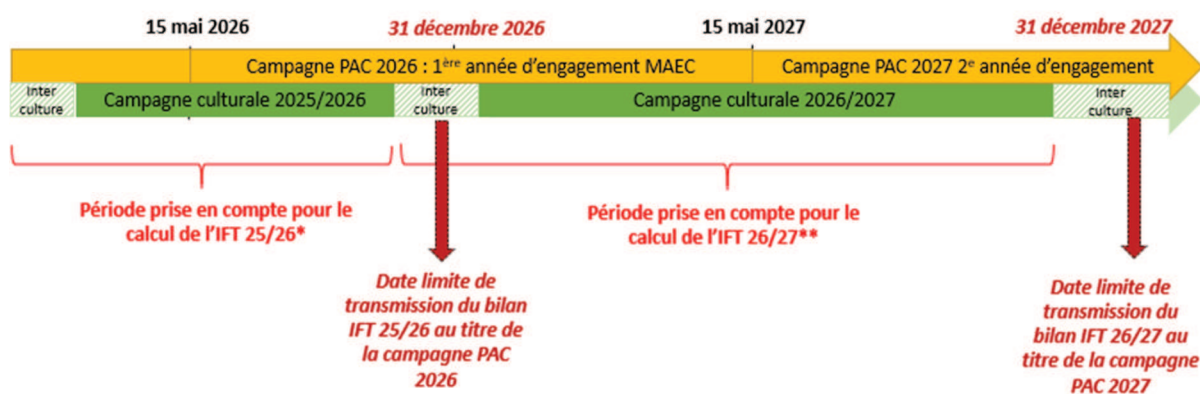 15 mai 2026
31 décembre 2026
15 mai 2027
31 décembre 2027
Campagne PAC 2026 : 1ère année d'engagement MAEC
Campagne PAC 2027 2e année d'engagement
Inter
culture
Campagne culturale 2025/2026
Inter
culture
Campagne culturale 2026/2027
Inter
culture
Période prise en compte pour le
calcul de l'IFT 25/26*
Période prise en compte pour le
calcul de l'IFT 26/27**
Date limite de
transmission du bilan
IFT 25/26 au titre de
la campagne PAC
2026
Date limite de
transmission du
bilan IFT 26/27 au
titre de la campagne
PAC 2027